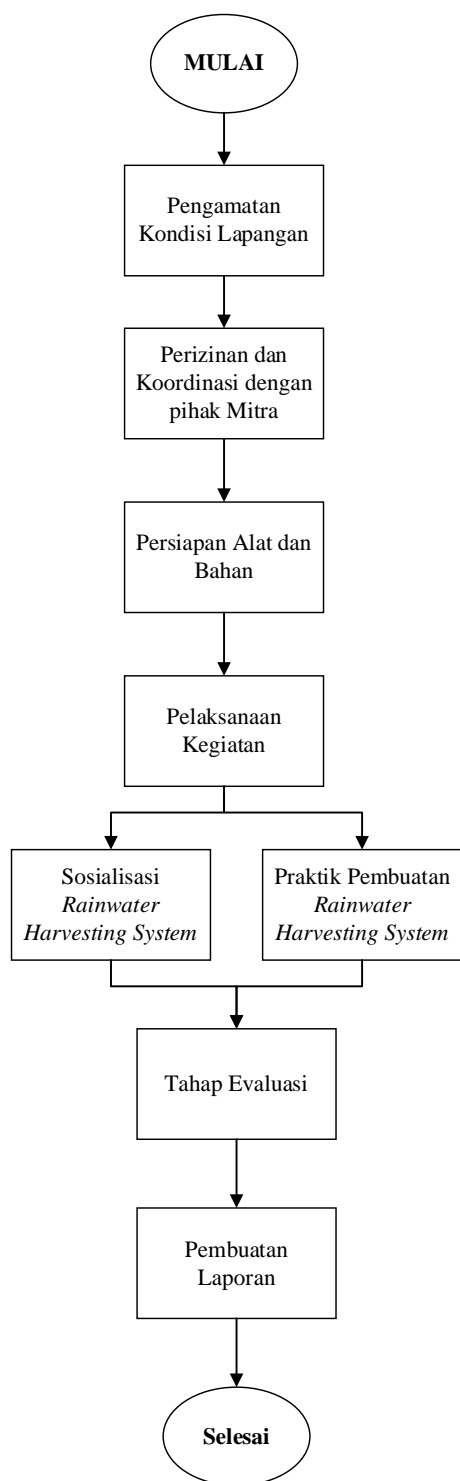 MULAI
Pengamatan
Kondisi Lapangan
Perizinan dan
Koordinasi dengan
pihak Mitra
Persiapan Alat dan
Bahan
Pelaksanaan
Kegiatan
Sosialisasi
Rainwater
Harvesting System
Praktik Pembuatan
Rainwater
Harvesting System
Tahap Evaluasi
Pembuatan
Laporan
Selesai